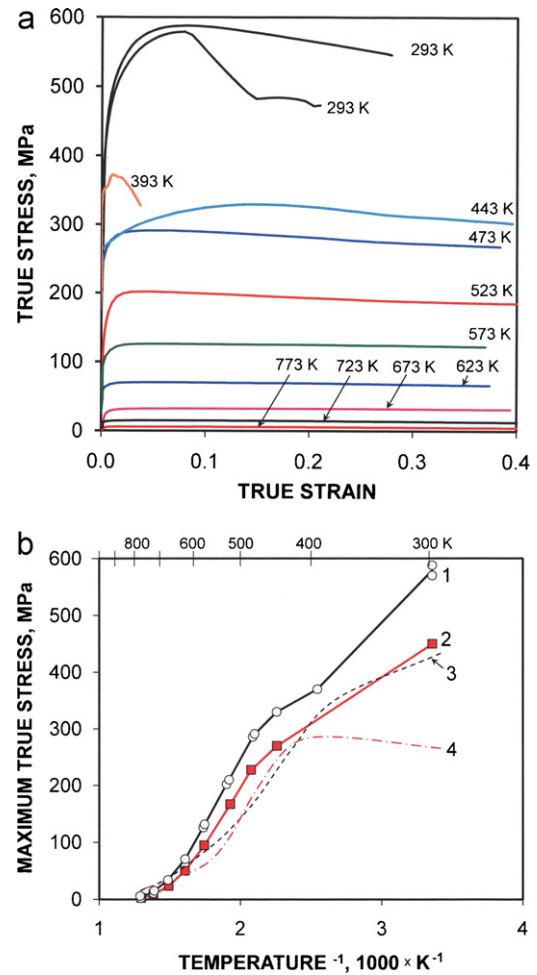 a
600
500
400
300
200
100
0
TRUE STRESS, MPa
293 K
293 K
393 K
443 K
473 K
523 K
573 K
773 K 723 K 673 K 623 K
0.0 0.1 0.2 0.3 0.4
TRUE STRAIN
b
800 600 500 400 300 K
600
500
400
300
200
100
0
MAXIMUM TRUE STRESS, MPa
1
2
3
4
1 2 3 4
TEMPERATURE -1, 1000 × K-1